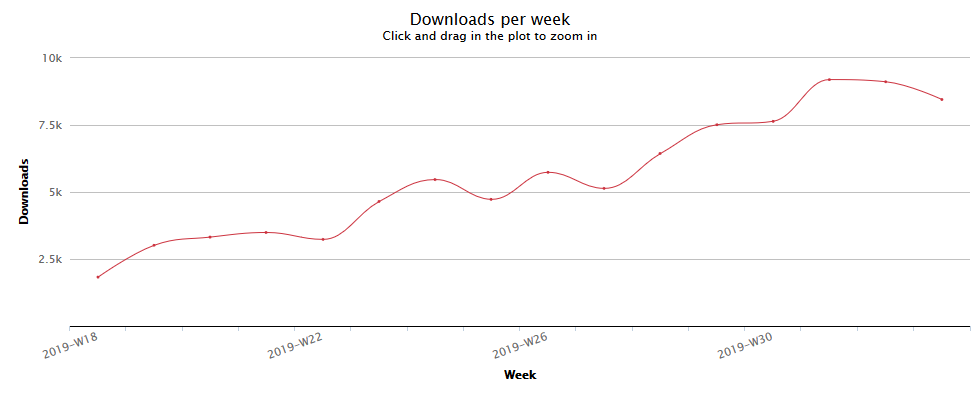 Downloads per week
Click and drag in the plot to zoom in
10k
7.5k
5k
2.5k
Downloads
2019-W18
2019-W22
2019-W26
2019-W30
Week